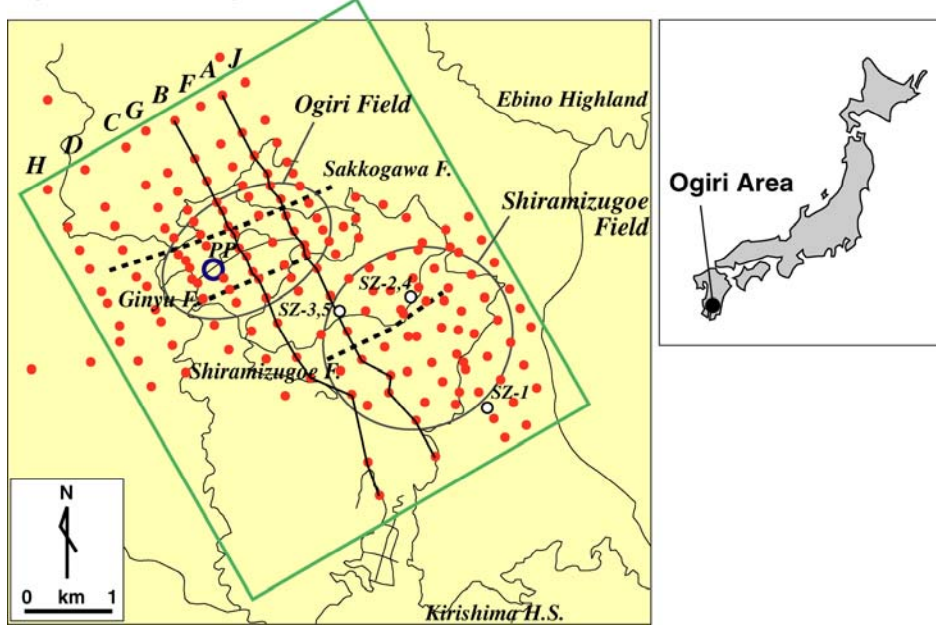 J
A
F
B
G
C
D
H
Ogiri Field
Ebino Highland
Sakkogawa F.
Shiramizugoe
Field
PP
SZ-2,4
Ginyu F.
SZ-3,5
Shiramizugoe F.
SZ-1
N
0 km 1
Kirishima H.S.
Ogiri Area